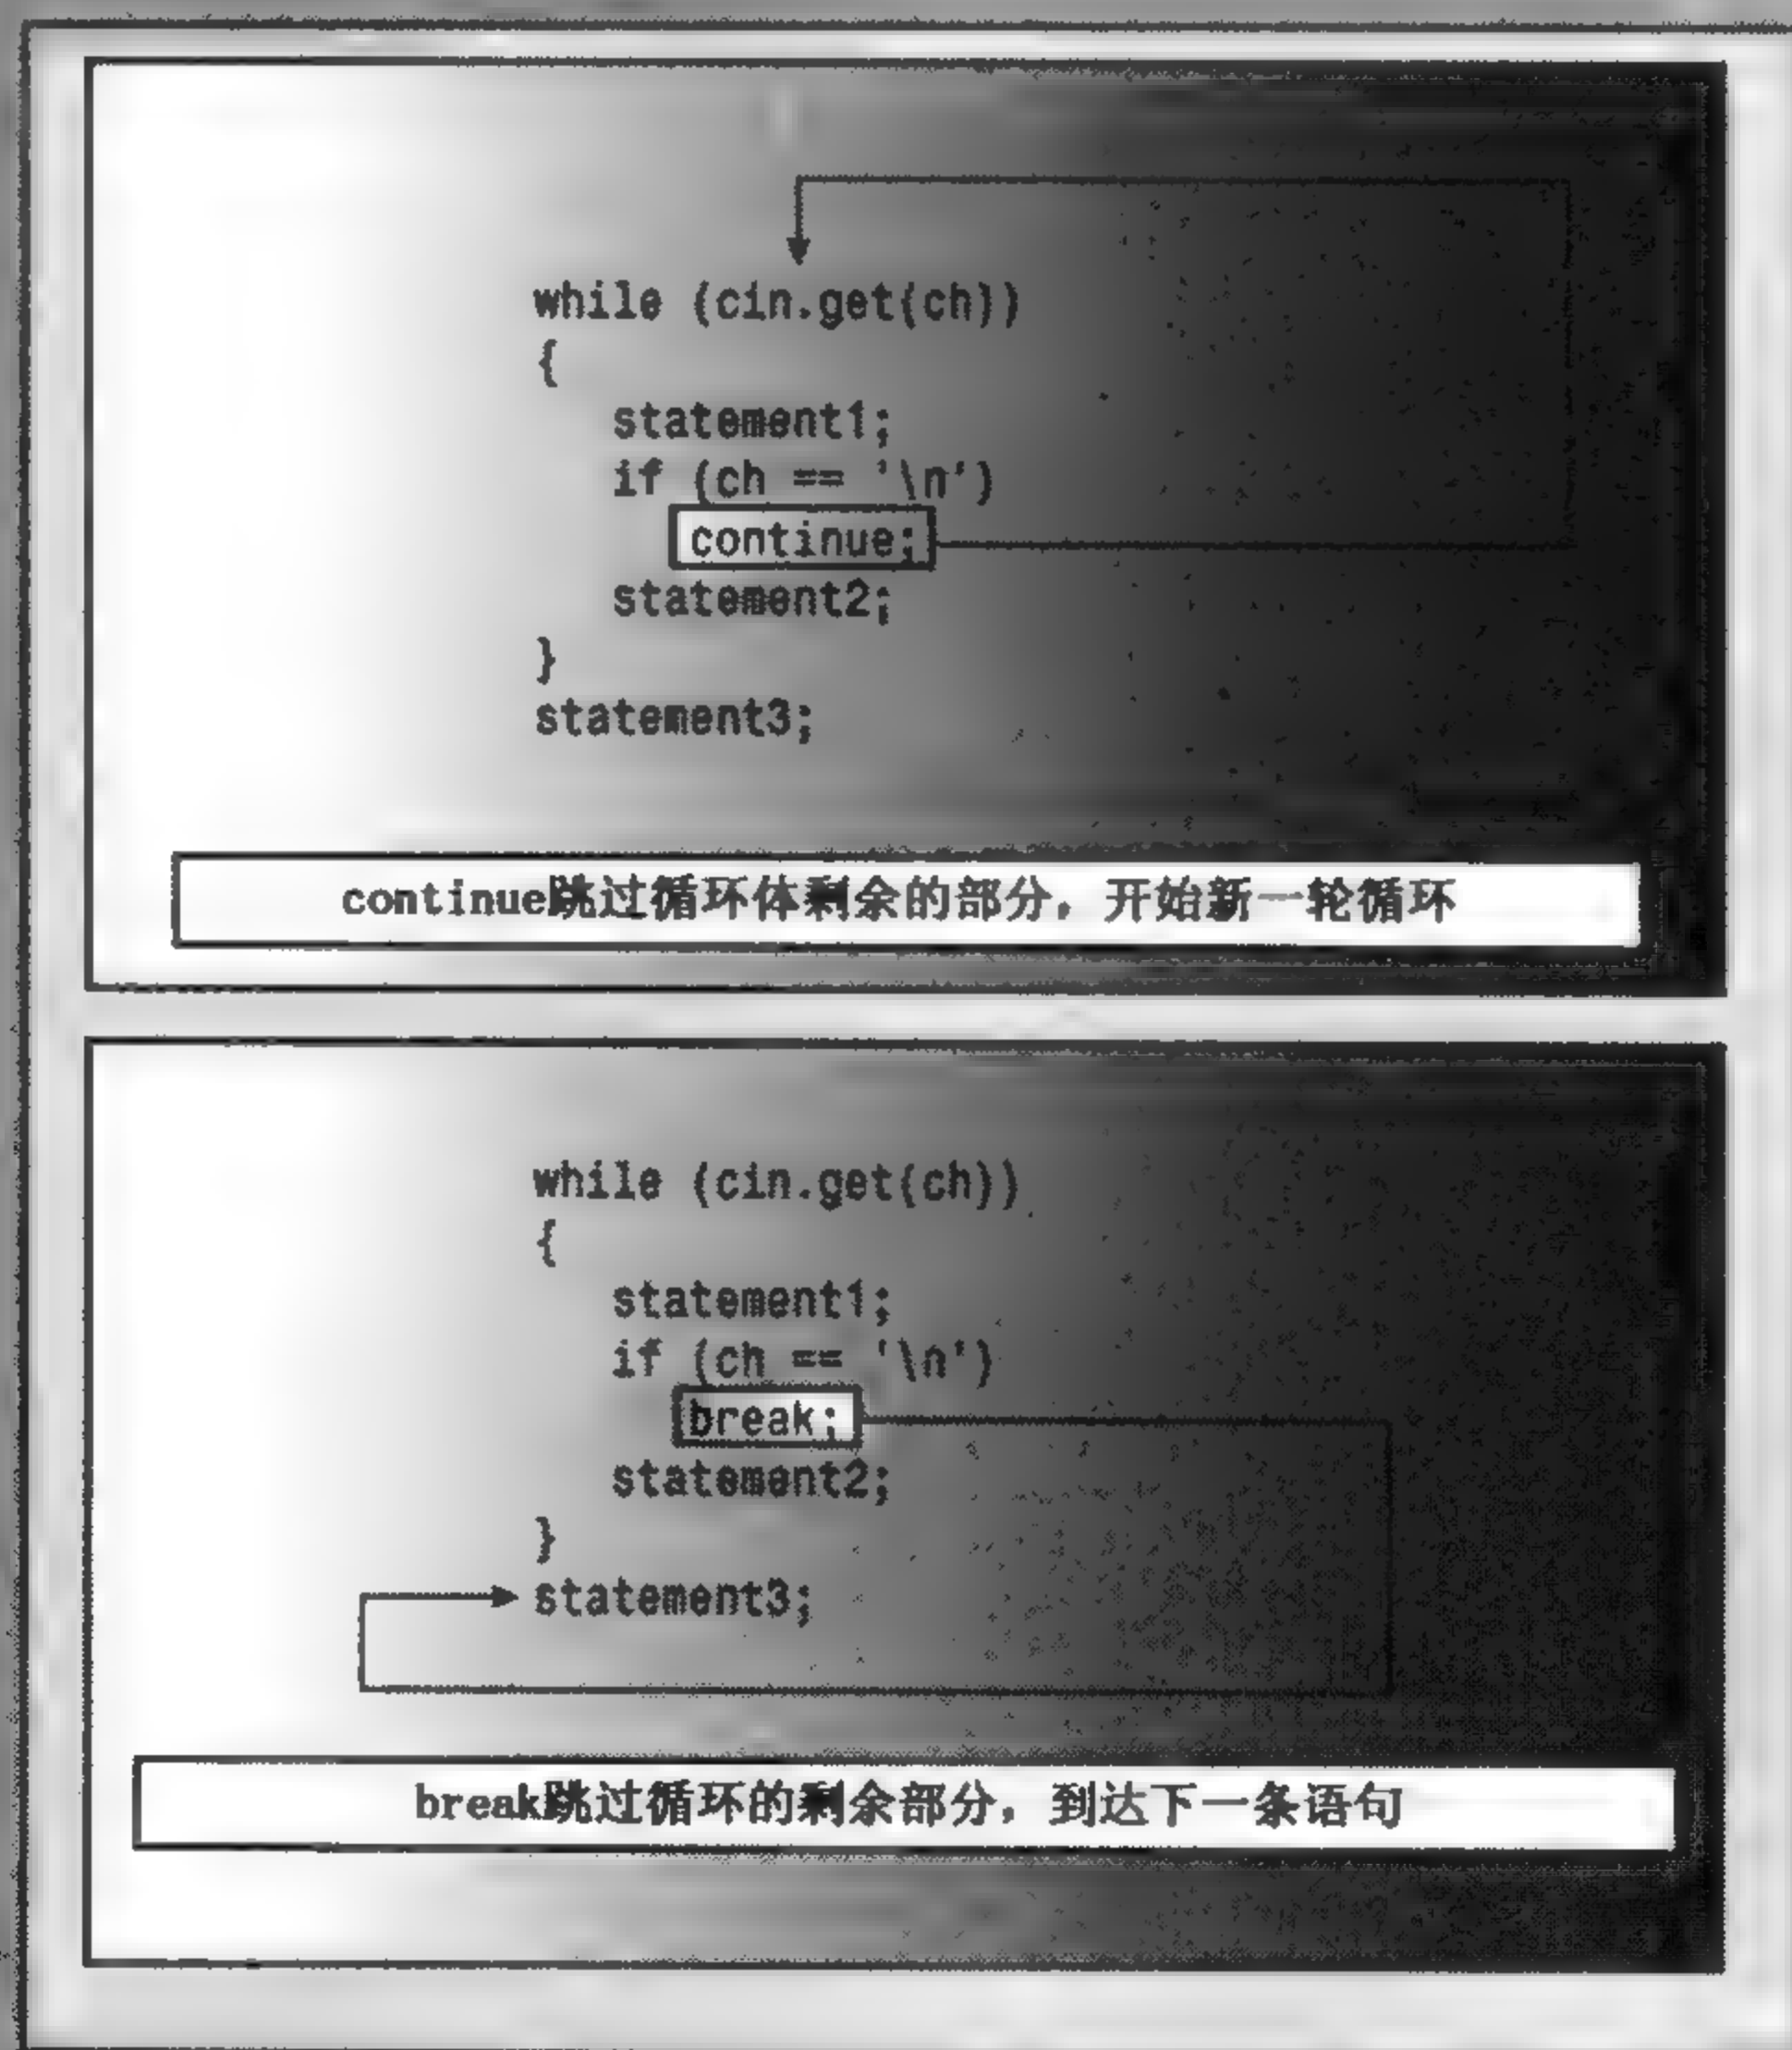 while (cin.get(ch))
{
statement1;
if (ch == '\n')
continue;
statement2;
}
statement3;
continue跳过循环体剩余的部分，开始新一轮循环
while (cin.get(ch))
{
statement1;
if (ch == '\n')
break;
statement2;
}
statement3;
break跳过循环的剩余部分，到达下一条语句